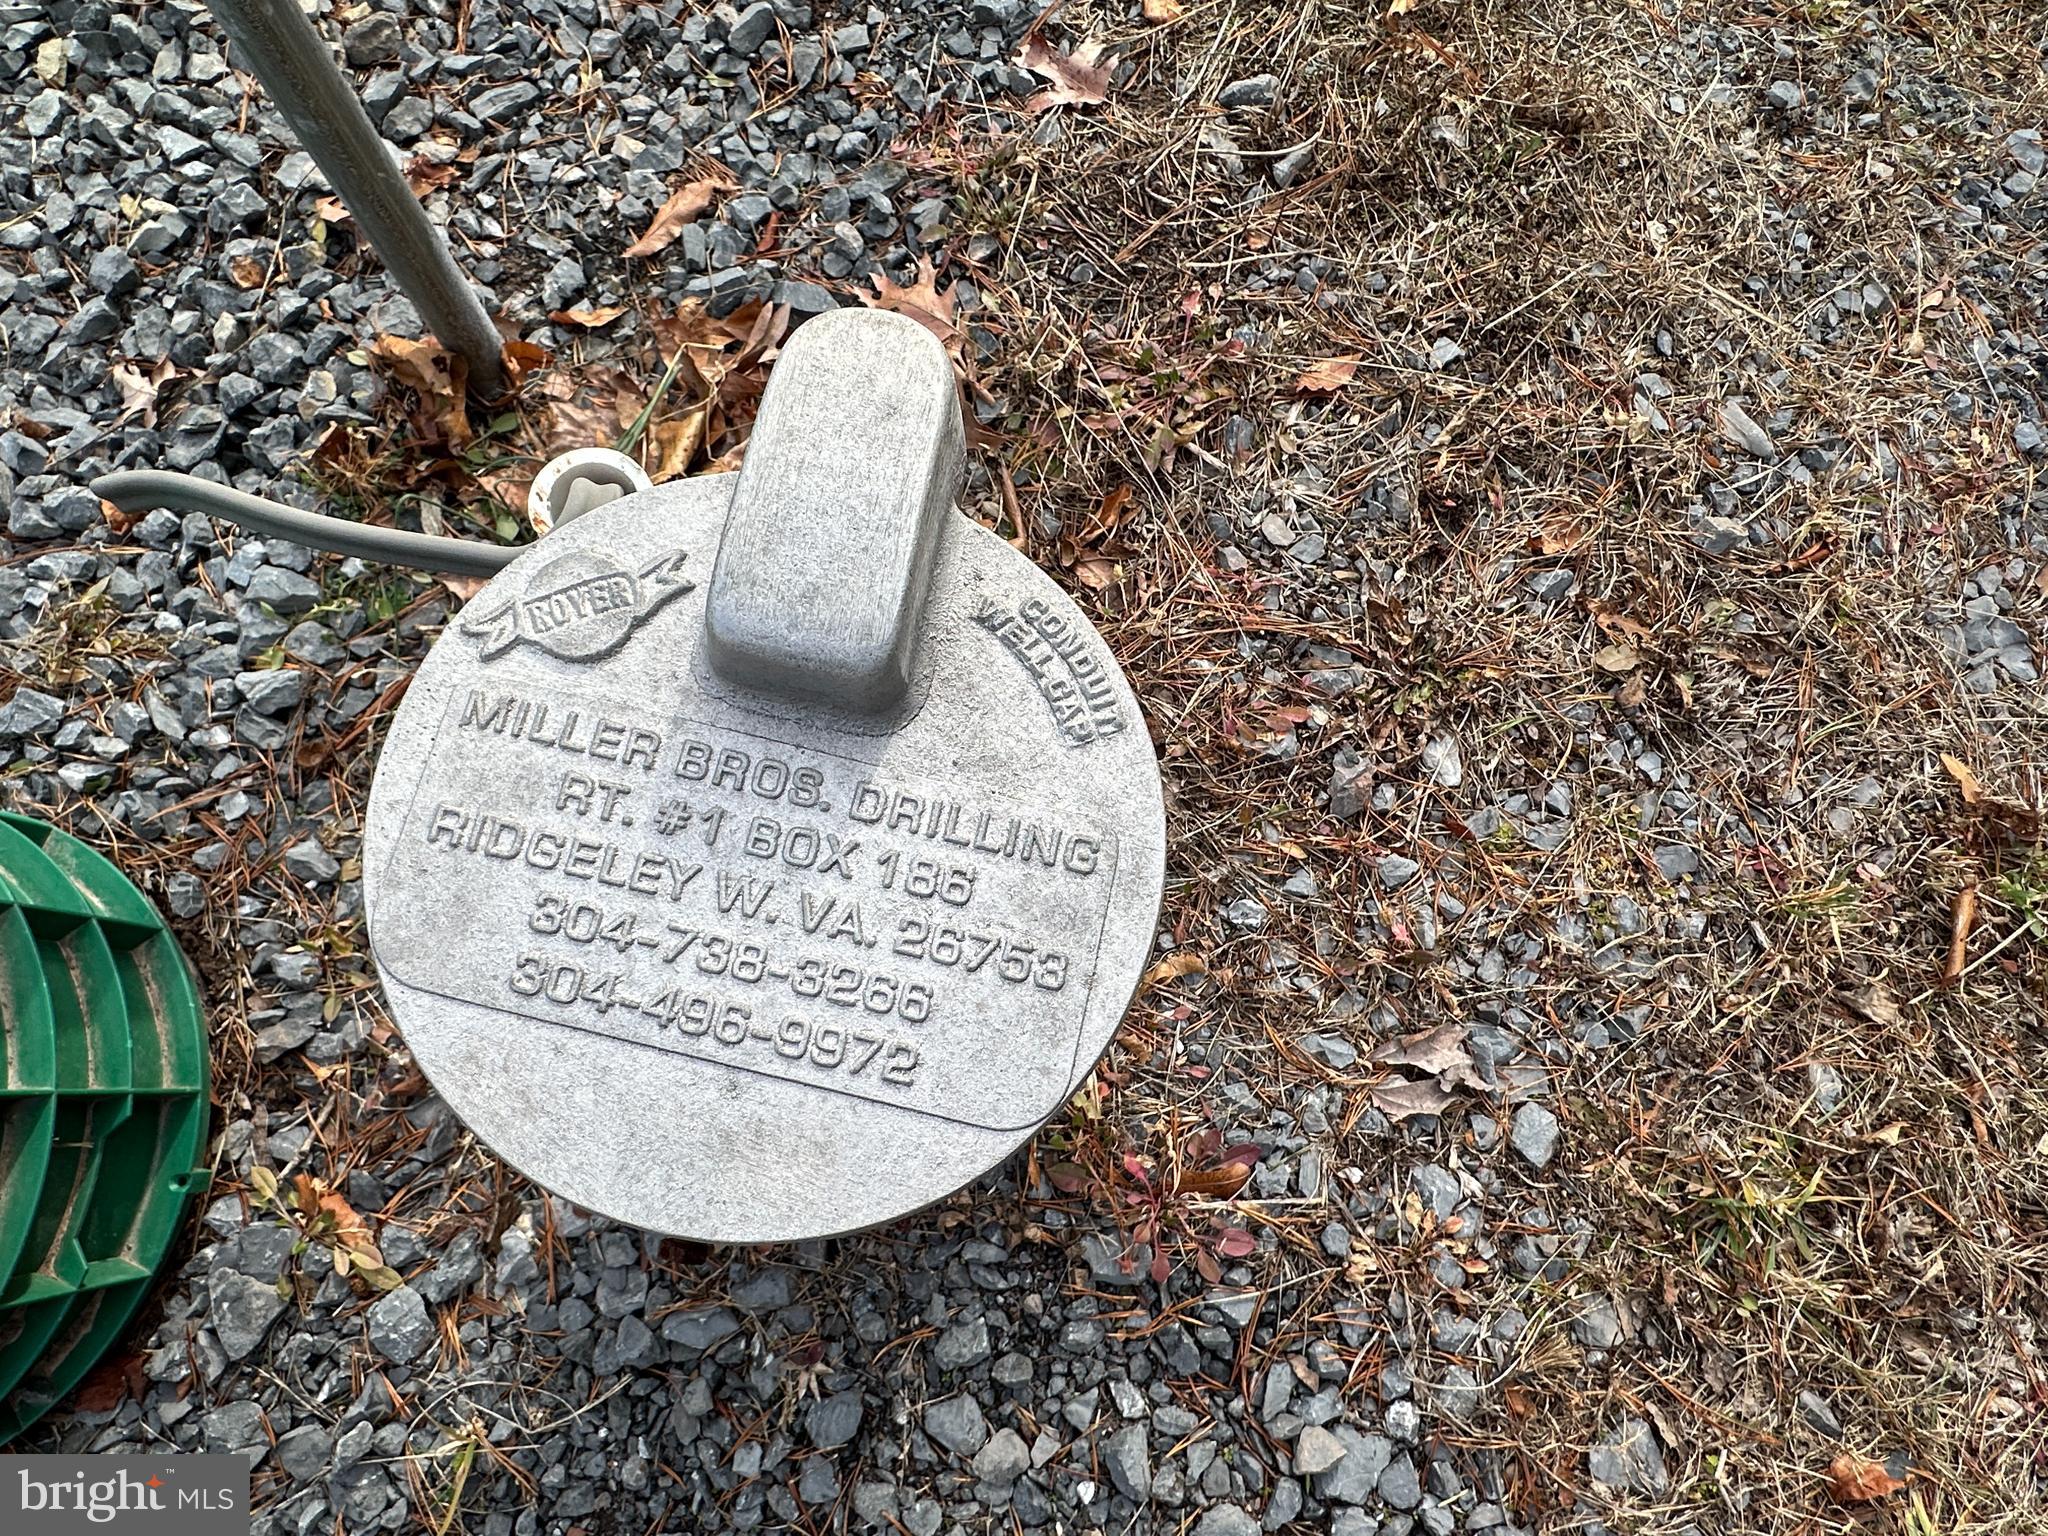 ROYER
CONDUIT
WELL CAP
MILLER BROS. DRILLING
RT. #1 BOX 186
RIDGELEY W. VA. 26753
304-738-3266
304-496-9972
bright™ MLS